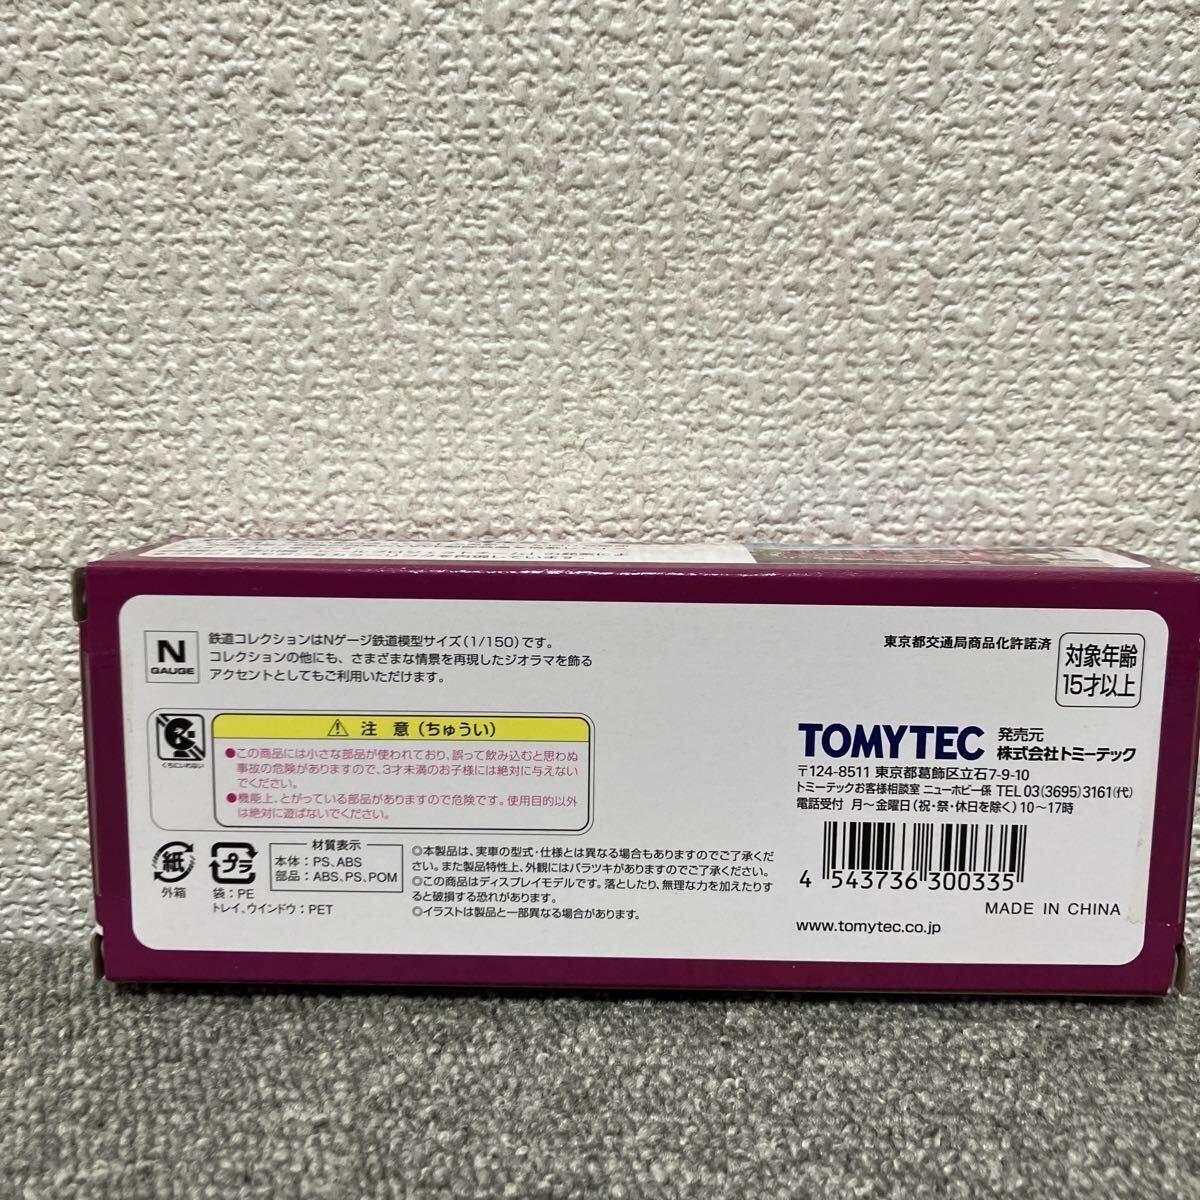 N
GAUGE
鉄道コレクションはNゲージ鉄道模型サイズ(1/150)です。
コレクションの他にも、さまざまな情景を再現したジオラマを飾る
アクセントとしてもご利用いただけます。
東京都交通局商品化許諾済
対象年齢
15才以上
くちにいれない
注 意(ちゅうい)
●この商品には小さな部品が使われており、誤って飲み込むと思わぬ
事故の危険がありますので、3才未満のお子様には絶対に与えない
でください。
●機能上、とがっている部品がありますので危険です。使用目的以外
は絶対に遊ばないでください。
TOMYTEC
発売元
株式会社トミーテック
〒124-8511 東京都葛飾区立石7-9-10
トミーテックお客様相談室 ニューホビー係 TEL 03(3695)3161(代)
電話受付 月〜金曜日(祝・祭・休日を除く)10〜17時
紙
外箱
プラ
袋:PE
トレイ、ウインドウ:PET
材質表示
本体:PS、ABS
部品:ABS、PS、POM
◎本製品は、実車の型式・仕様とは異なる場合もありますのでご了承くだ
さい。また製品特性上、外観にはバラツキがありますのでご了承ください。
◎この商品はディスプレイモデルです。落としたり、無理な力を加えたりす
ると破損する恐れがあります。
◎イラストは製品と一部異なる場合があります。
4 543736 300335
MADE IN CHINA
www.tomytec.co.jp